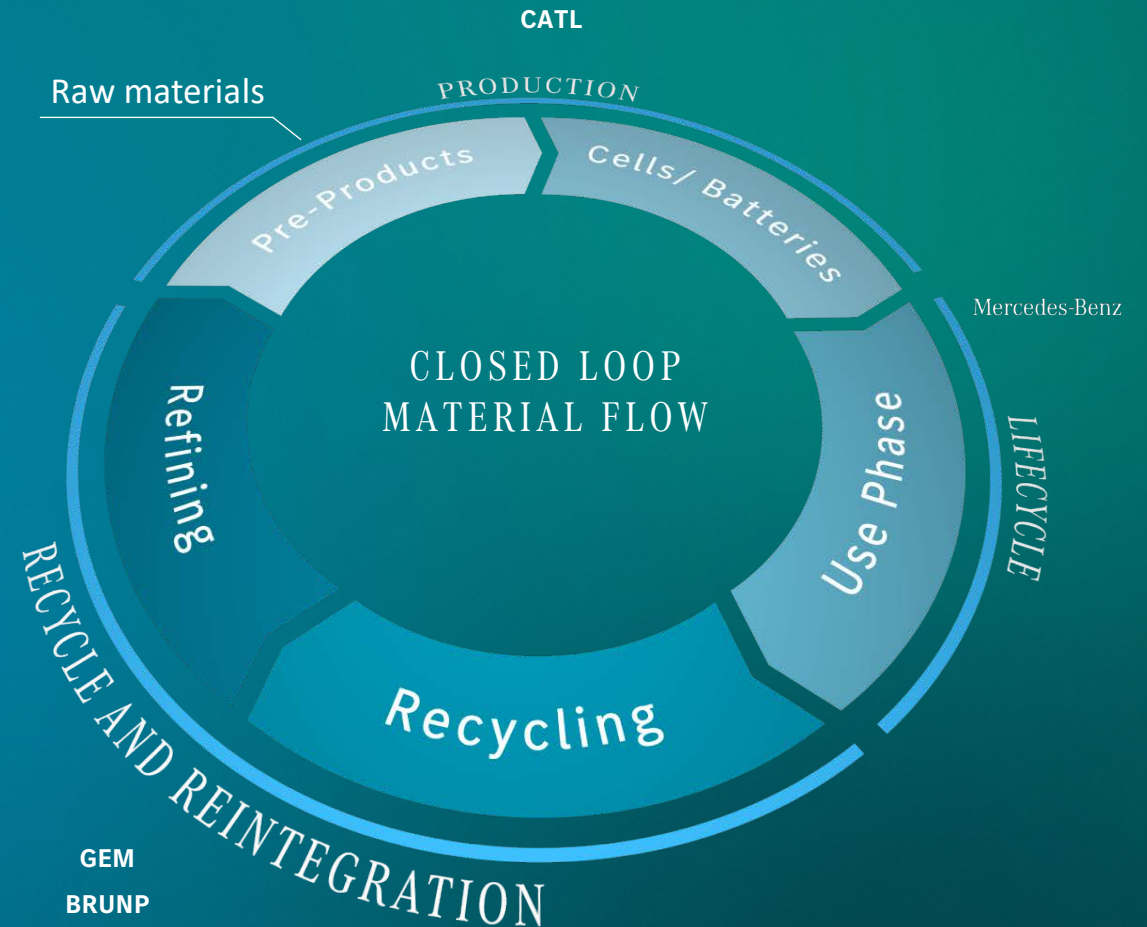 CATL
PRODUCTION
Raw materials
Pre-Products
Cells/ Batteries
Mercedes-Benz
CLOSED LOOP
MATERIAL FLOW
Refining
Use Phase
LIFECYCLE
Recycling
RECYCLE AND REINTEGRATION
GEM
BRUNP